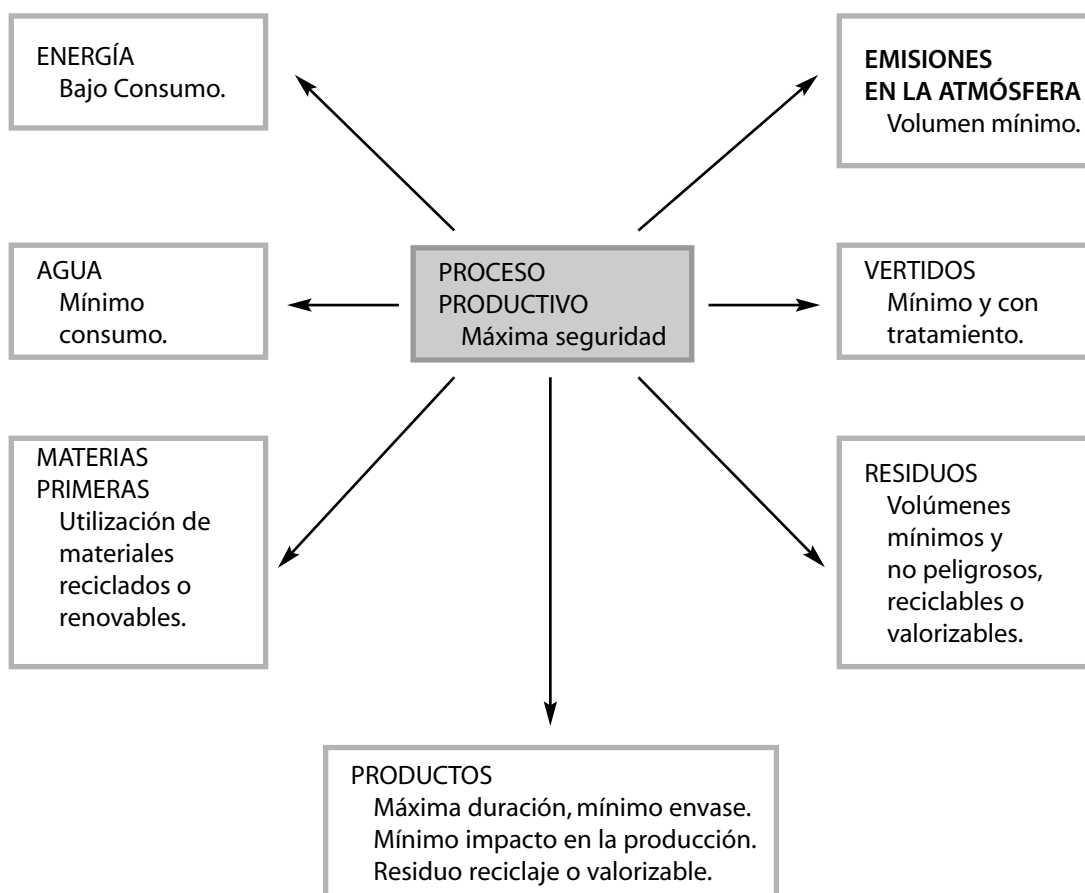 ENERGÍA
Bajo Consumo.
EMISIONES
EN LA ATMÓSFERA
Volumen mínimo.
AGUA
Mínimo
consumo.
PROCESO
PRODUCTIVO
Máxima seguridad
VERTIDOS
Mínimo y con
tratamiento.
MATERIAS
PRIMERAS
Utilización de
materiales
reciclados o
renovables.
RESIDUOS
Volúmenes
mínimos y
no peligrosos,
reciclables o
valorizables.
PRODUCTOS
Máxima duración, mínimo envase.
Mínimo impacto en la producción.
Residuo reciclaje o valorizable.